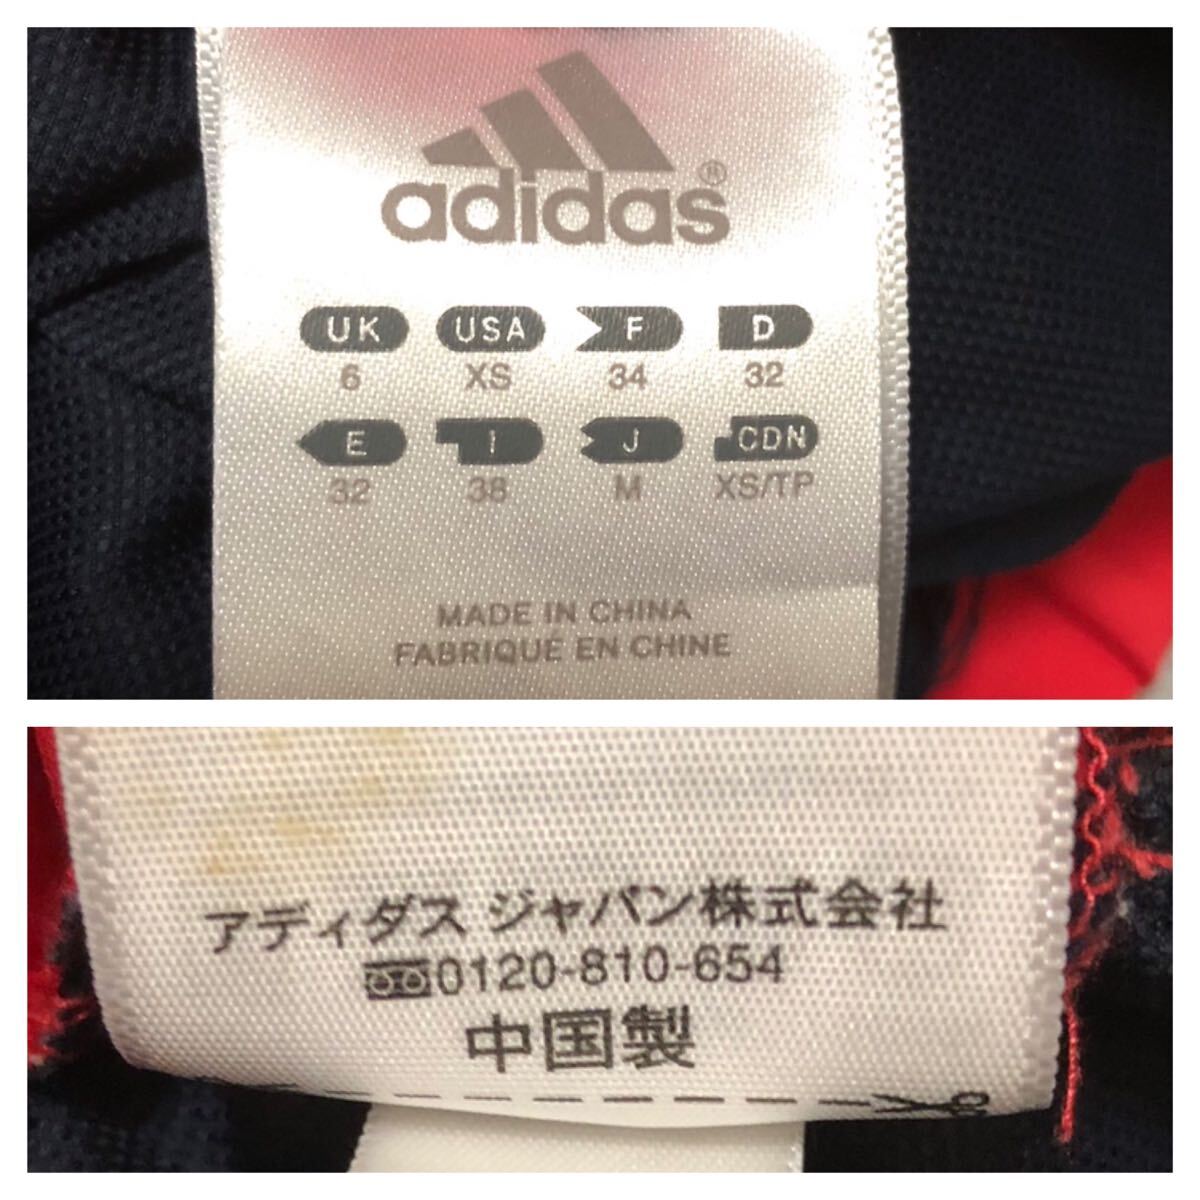 adidas®
UK USA F D
6 XS 34 32
E I J CDN
32 38 M XS/TP
MADE IN CHINA
FABRIQUÉ EN CHINE
アディダス ジャパン株式会社
0120-810-654
中国製